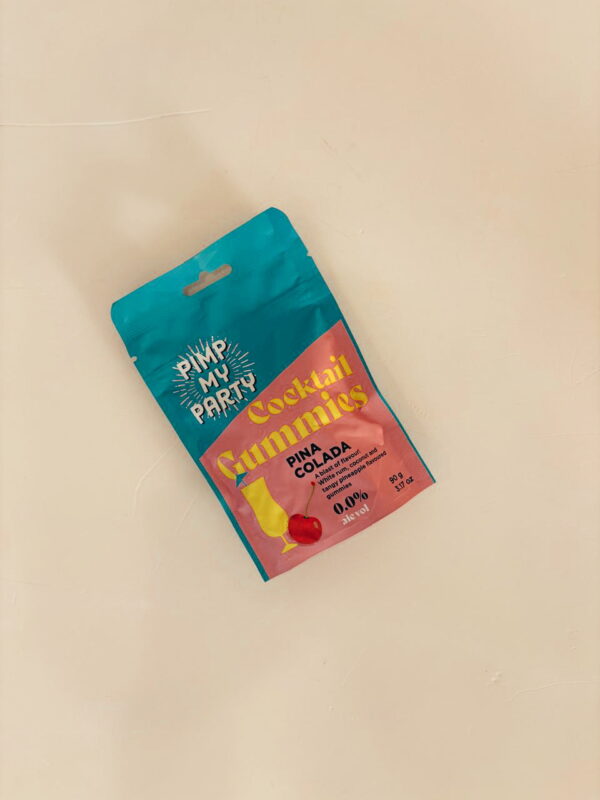 PIMP
MY
PARTY
Cocktail
Gummies
PINA
COLADA
A blast of flavour!
White rum, coconut and
tangy pineapple flavoured
gummies
0.0%
alc vol
90 g
3.17 oz